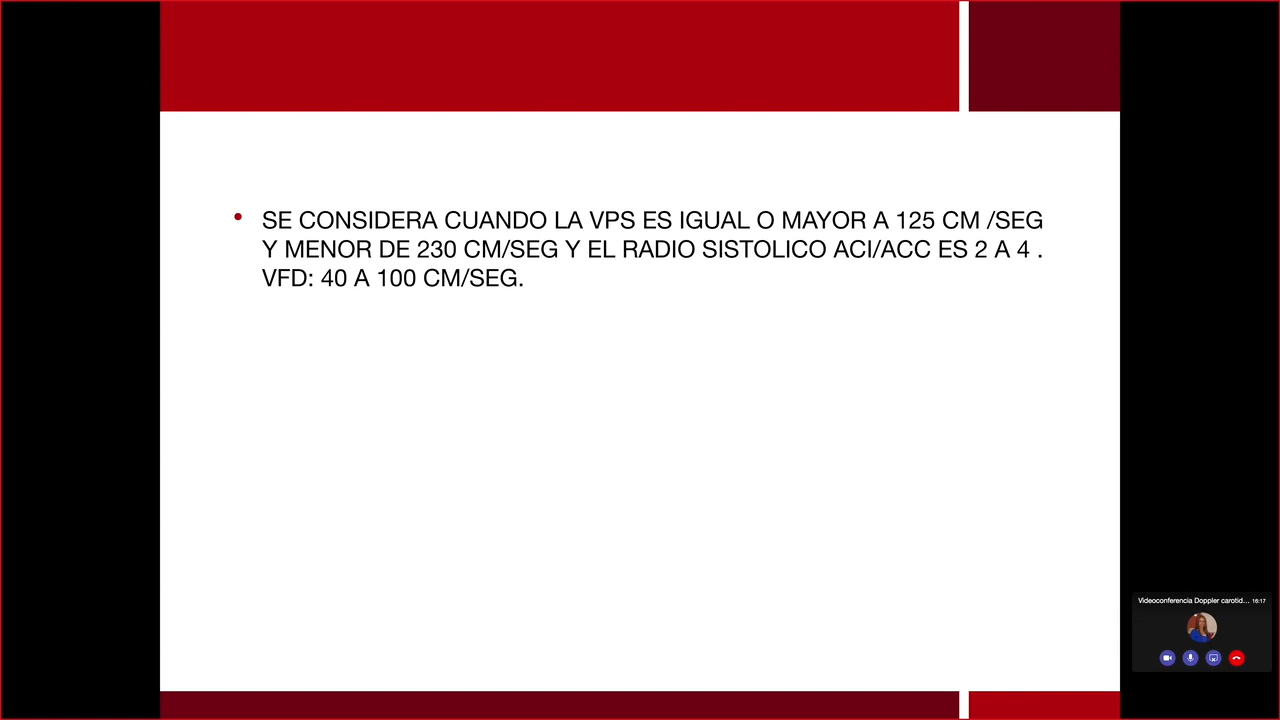 SE CONSIDERA CUANDO LA VPS ES IGUAL O MAYOR A 125 CM /SEG
Y MENOR DE 230 CM/SEG Y EL RADIO SISTOLICO ACI/ACC ES 2 A 4 .
VFD: 40 A 100 CM/SEG.
Videoconferencia Doppler carotid... 16:17